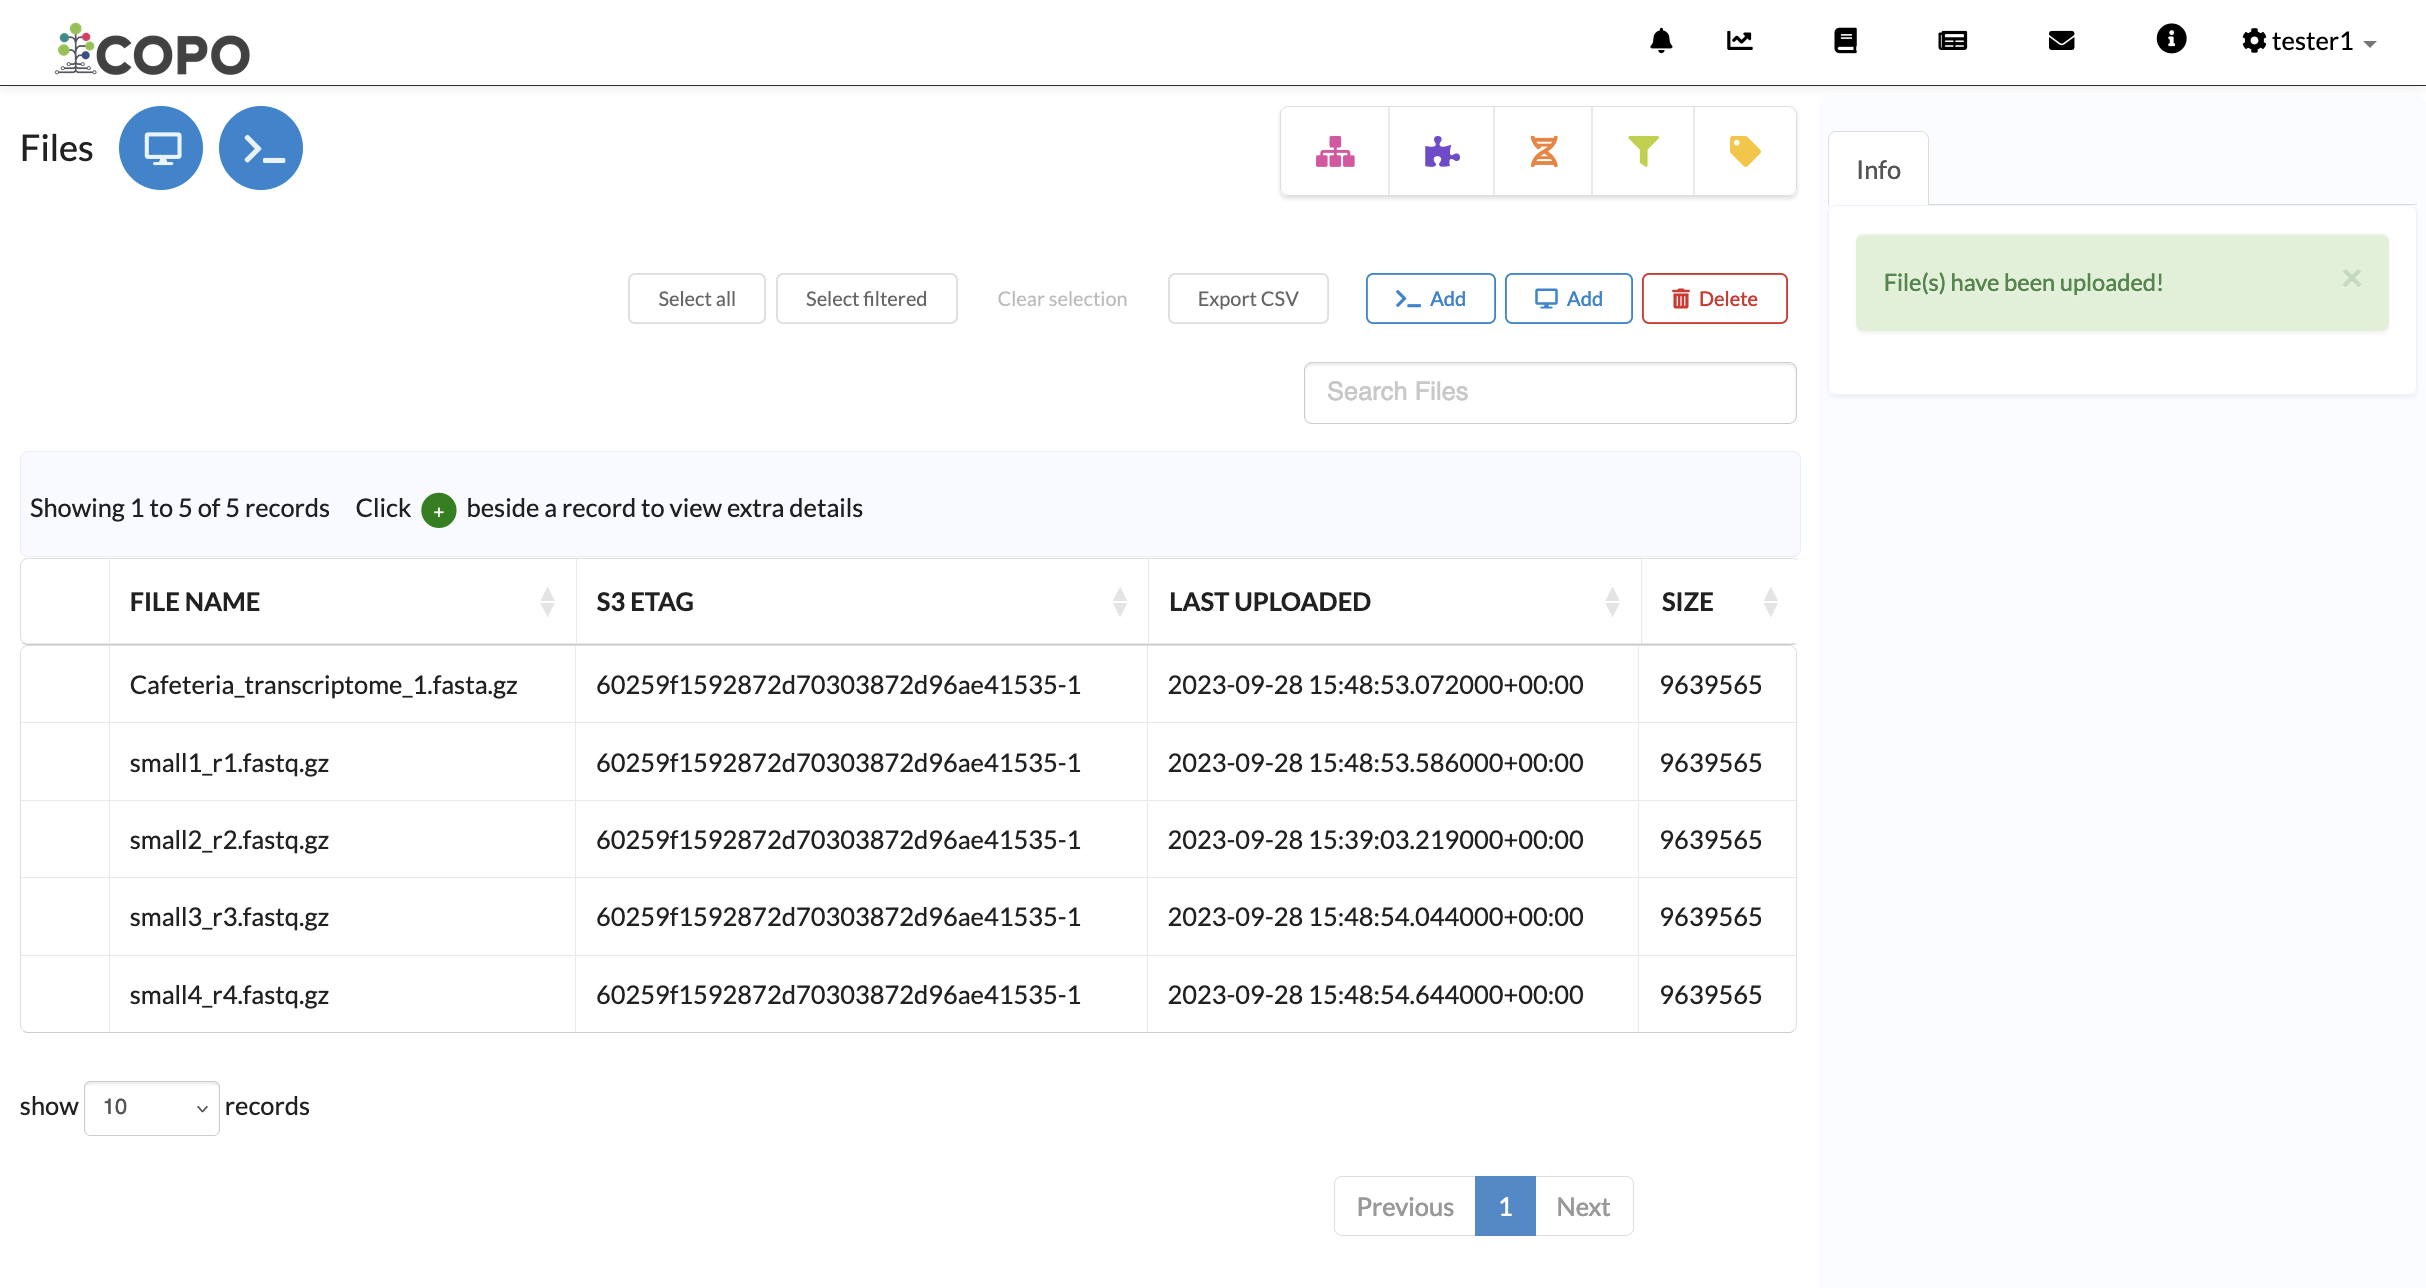 COPO
tester1
Files
Info
File(s) have been uploaded! ×
Select all Select filtered Clear selection Export CSV Add Add Delete
Search Files
Showing 1 to 5 of 5 records Click + beside a record to view extra details
FILE NAME S3 ETAG LAST UPLOADED SIZE
Cafeteria_transcriptome_1.fasta.gz 60259f1592872d70303872d96ae41535-1 2023-09-28 15:48:53.072000+00:00 9639565
small1_r1.fastq.gz 60259f1592872d70303872d96ae41535-1 2023-09-28 15:48:53.586000+00:00 9639565
small2_r2.fastq.gz 60259f1592872d70303872d96ae41535-1 2023-09-28 15:39:03.219000+00:00 9639565
small3_r3.fastq.gz 60259f1592872d70303872d96ae41535-1 2023-09-28 15:48:54.044000+00:00 9639565
small4_r4.fastq.gz 60259f1592872d70303872d96ae41535-1 2023-09-28 15:48:54.644000+00:00 9639565
show 10 records
Previous 1 Next